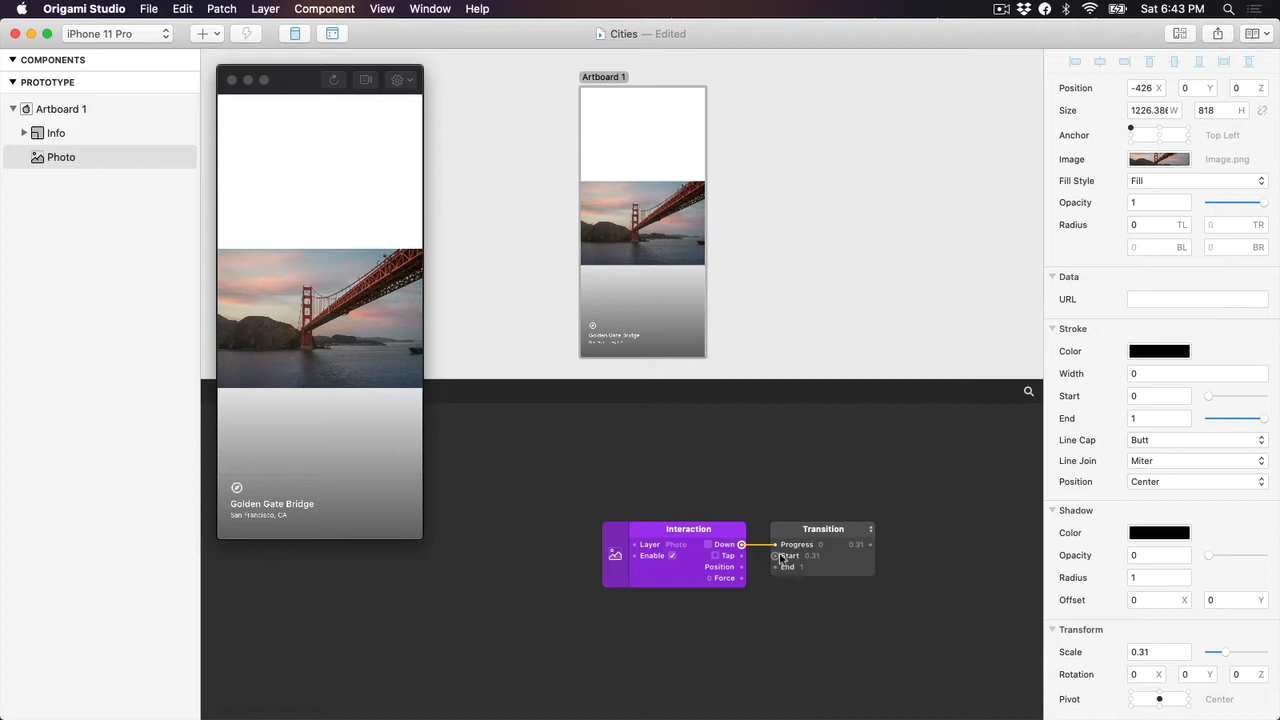 Origami Studio File Edit Patch Layer Component View Window Help Sat 6:43 PM
iPhone 11 Pro Cities — Edited
COMPONENTS
PROTOTYPE
Artboard 1
Info
Photo
Golden Gate Bridge
San Francisco, CA
Artboard 1
Golden Gate Bridge
Interaction
Layer Photo Down
Enable Tap
Position
0 Force
Transition
Progress 0 0.31
Start 0.31
End 1
Position -426 X 0 Y 0 Z
Size 1226.386 W 818 H
Anchor Top Left
Image Image.png
Fill Style Fill
Opacity 1
Radius 0 TL 0 TR
0 BL 0 BR
Data
URL
Stroke
Color
Width 0
Start 0
End 1
Line Cap Butt
Line Join Miter
Position Center
Shadow
Color
Opacity 0
Radius 1
Offset 0 X 0 Y
Transform
Scale 0.31
Rotation 0 X 0 Y 0 Z
Pivot Center